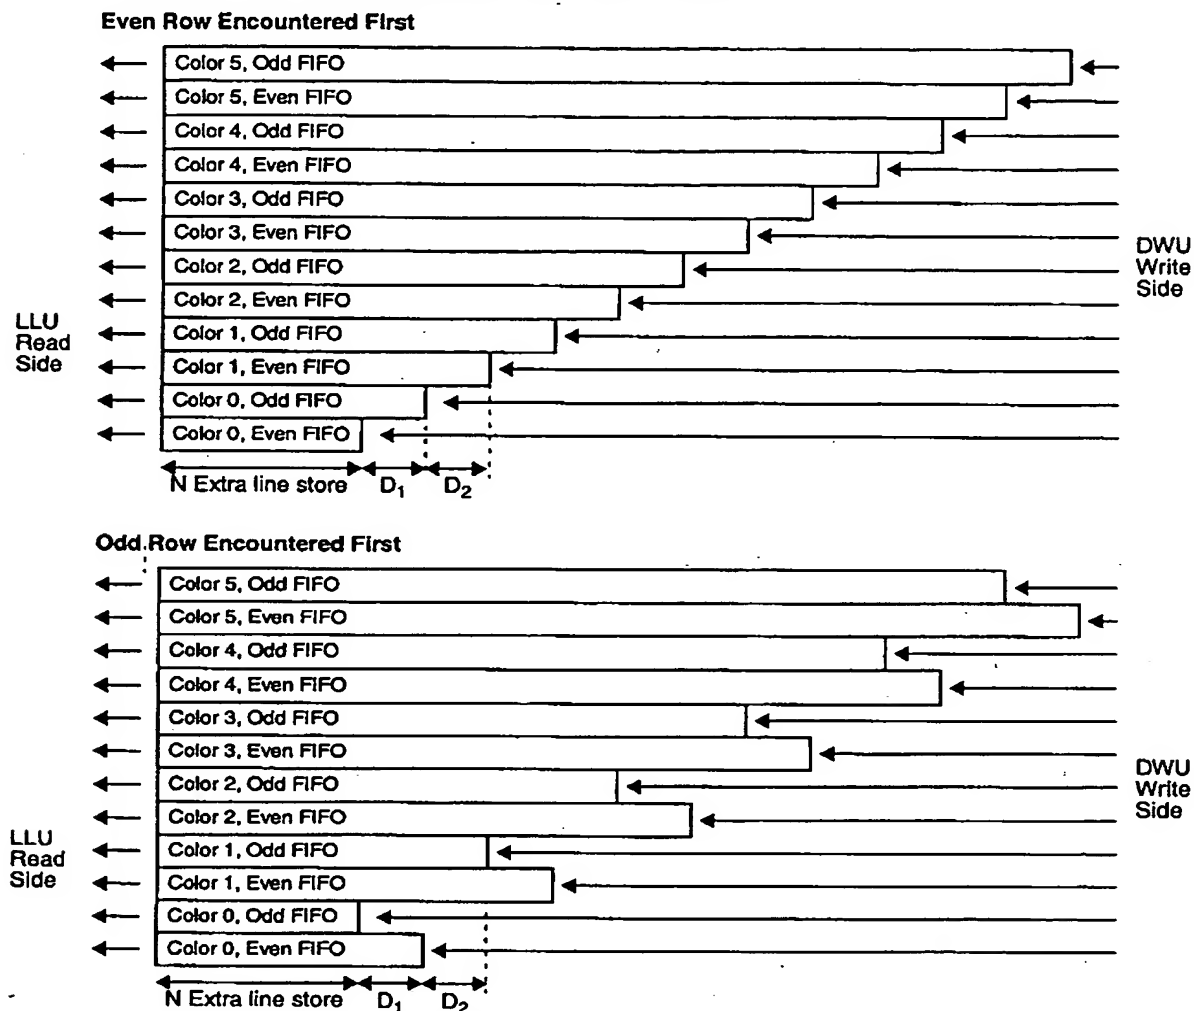 Even Row Encountered First
Color 5, Odd FIFO
Color 5, Even FIFO
Color 4, Odd FIFO
Color 4, Even FIFO
Color 3, Odd FIFO
Color 3, Even FIFO
Color 2, Odd FIFO
Color 2, Even FIFO
Color 1, Odd FIFO
Color 1, Even FIFO
Color 0, Odd FIFO
Color 0, Even FIFO
LLU
Read
Side
DWU
Write
Side
N Extra line store D₁ D₂
Odd Row Encountered First
Color 5, Odd FIFO
Color 5, Even FIFO
Color 4, Odd FIFO
Color 4, Even FIFO
Color 3, Odd FIFO
Color 3, Even FIFO
Color 2, Odd FIFO
Color 2, Even FIFO
Color 1, Odd FIFO
Color 1, Even FIFO
Color 0, Odd FIFO
Color 0, Even FIFO
LLU
Read
Side
DWU
Write
Side
N Extra line store D₁ D₂